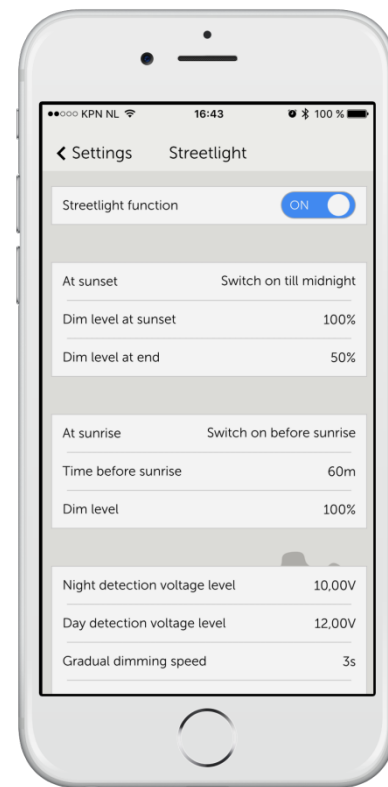 ●●○○○ KPN NL 16:43 100 %
Settings Streetlight
Streetlight function ON
At sunset Switch on till midnight
Dim level at sunset 100%
Dim level at end 50%
At sunrise Switch on before sunrise
Time before sunrise 60m
Dim level 100%
Night detection voltage level 10,00V
Day detection voltage level 12,00V
Gradual dimming speed 3s